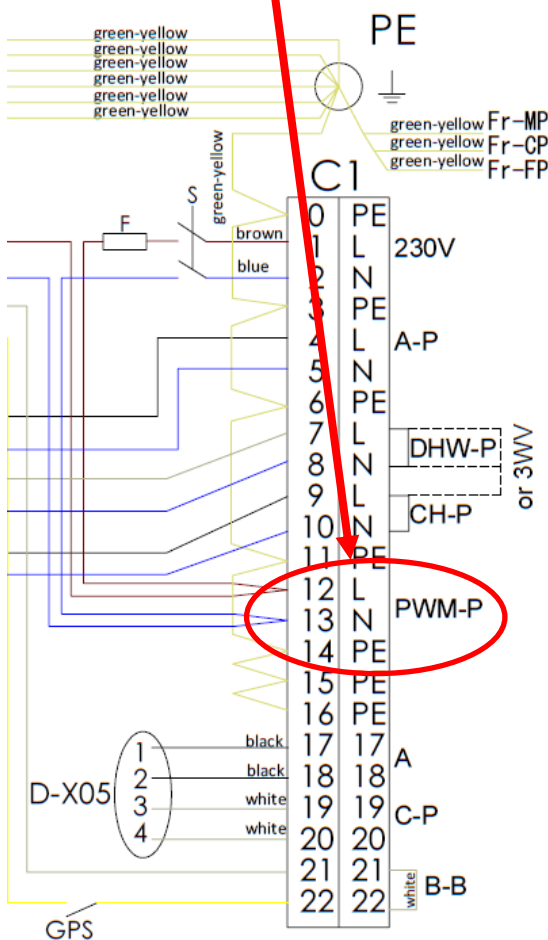 PE
green-yellow
green-yellow
green-yellow
green-yellow
green-yellow
green-yellow
green-yellow Fr-MP
green-yellow Fr-CP
green-yellow Fr-FP
green-yellow
C1
S
F
brown
blue
0 PE
1 L 230V
2 N
3 PE
4 L A-P
5 N
6 PE
7 L DHW-P
8 N
9 L CH-P
10 N
or 3WV
11 PE
12 L PWM-P
13 N
14 PE
15 PE
16 PE
D-X05
1 black 17 17 A
2 black 18 18
3 white 19 19 C-P
4 white 20 20
21 21 white B-B
22 22
GPS